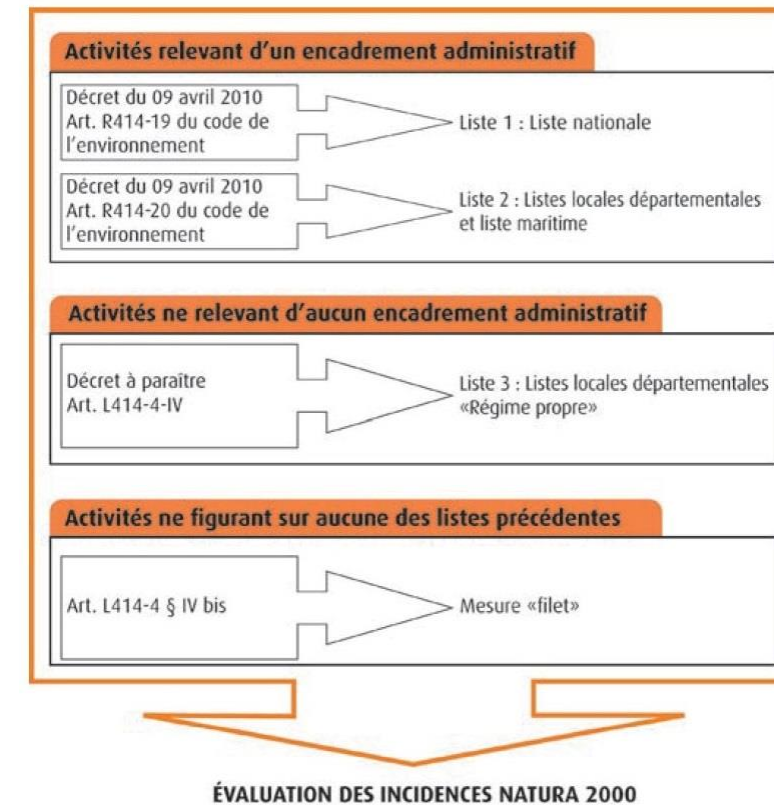 Activités relevant d’un encadrement administratif
Décret du 09 avril 2010
Art. R414-19 du code de
l’environnement
Liste 1 : Liste nationale
Décret du 09 avril 2010
Art. R414-20 du code de
l’environnement
Liste 2 : Listes locales départementales
et liste maritime
Activités ne relevant d’aucun encadrement administratif
Décret à paraître
Art. L414-4-IV
Liste 3 : Listes locales départementales
«Régime propre»
Activités ne figurant sur aucune des listes précédentes
Art. L414-4 § IV bis
Mesure «filet»
ÉVALUATION DES INCIDENCES NATURA 2000